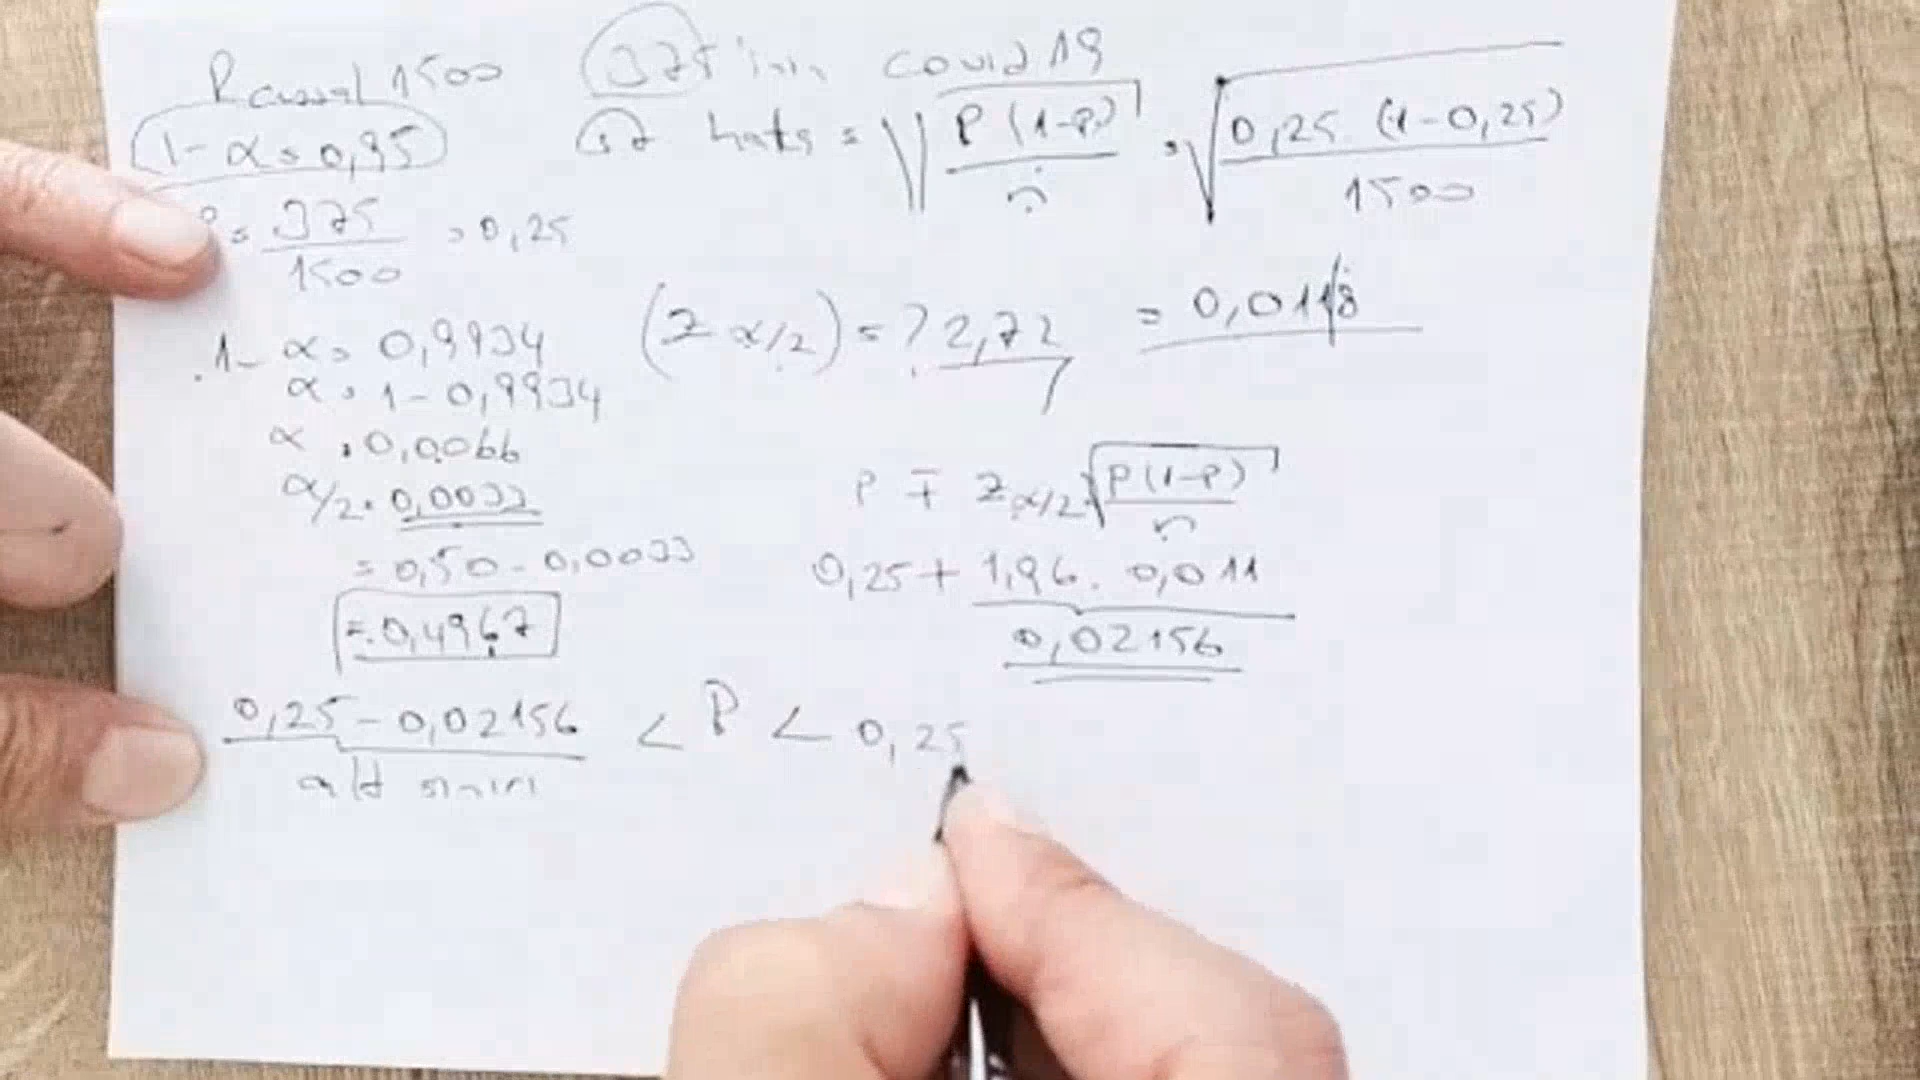 Rassal 1500 375 inin Covid 19
1-α=0,95
st hata = √P(1-P)/n = √0,25 (1-0,25)/1500
P = 375/1500 = 0,25
= 0,0118
(Z α/2) = ? 2,72
1-α = 0,9934
α = 1-0,9934
α = 0,0066
α/2 = 0,0033
= 0,50 - 0,0033
= 0,4967
P ∓ Z α/2 √P(1-P)/n
0,25 + 1,96 . 0,011
0,02156
0,25 - 0,02156 < P < 0,25
alt sınırı